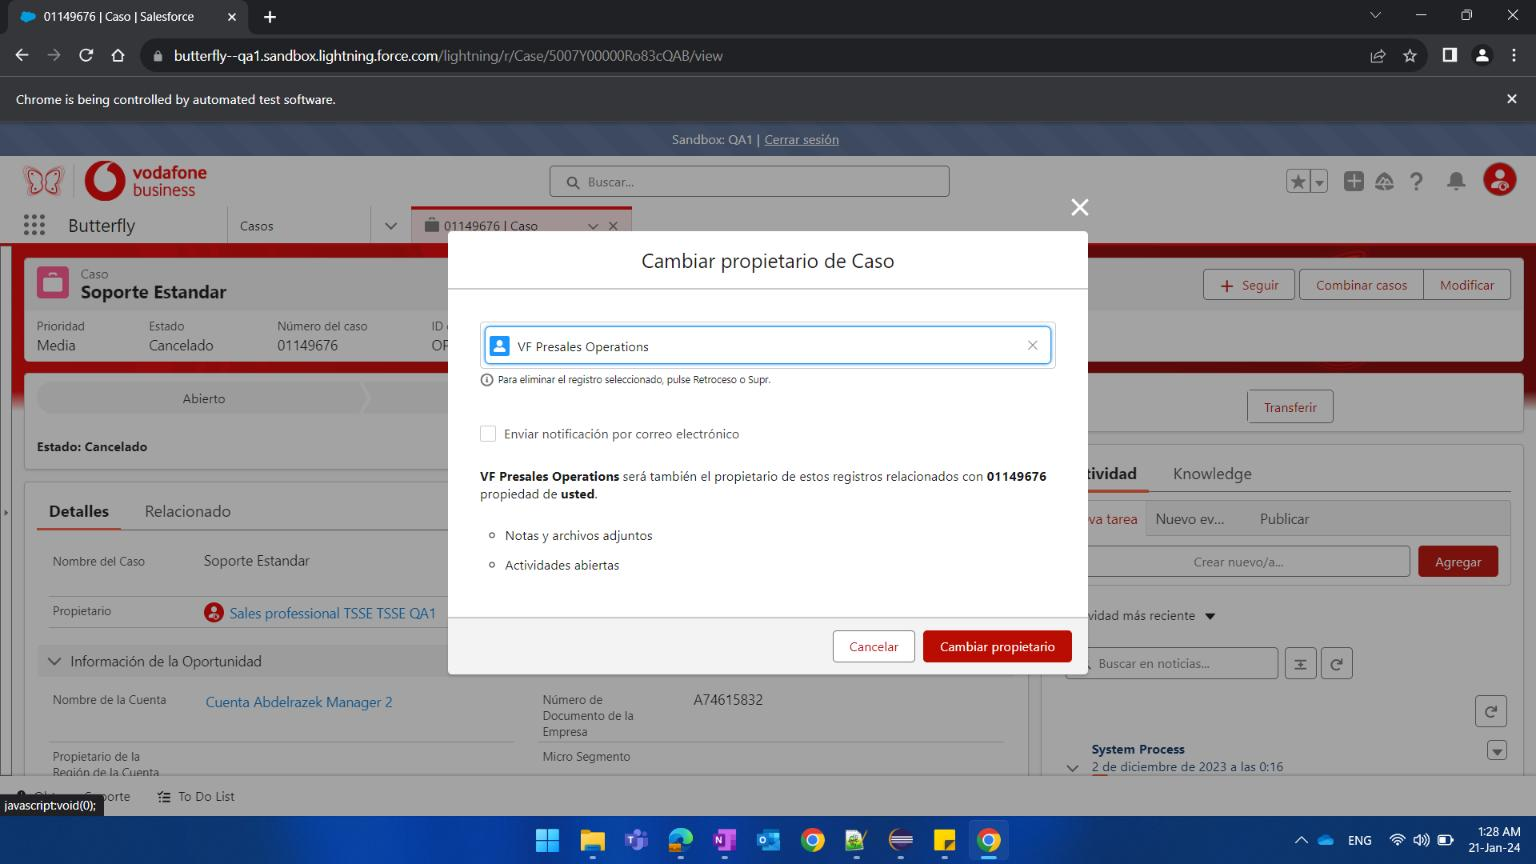 01149676 | Caso | Salesforce
butterfly--qa1.sandbox.lightning.force.com/lightning/r/Case/5007Y00000Ro83cQAB/view
Chrome is being controlled by automated test software.
Sandbox: QA1 | Cerrar sesión
vodafone
business
Buscar...
Butterfly
Casos
01149676 | Caso
Cambiar propietario de Caso
Caso
Soporte Estandar
Seguir
Combinar casos
Modificar
Prioridad
Estado
Número del caso
ID
Media
Cancelado
01149676
VF Presales Operations
Para eliminar el registro seleccionado, pulse Retroceso o Supr.
Abierto
Transferir
Enviar notificación por correo electrónico
Estado: Cancelado
VF Presales Operations será también el propietario de estos registros relacionados con 01149676
propiedad de usted.
tividad
Knowledge
Detalles
Relacionado
va tarea
Nuevo ev...
Publicar
Notas y archivos adjuntos
Actividades abiertas
Nombre del Caso
Soporte Estandar
Crear nuevo/a...
Agregar
Propietario
Sales professional TSSE TSSE QA1
vidad más reciente
Cancelar
Cambiar propietario
Información de la Oportunidad
Buscar en noticias...
Nombre de la Cuenta
Cuenta Abdelrazek Manager 2
Número de
Documento de la
Empresa
A74615832
Propietario de la
Región de la Cuenta
Micro Segmento
System Process
2 de diciembre de 2023 a las 0:16
porte
To Do List
javascript:void(0);
ENG
1:28 AM
21-Jan-24